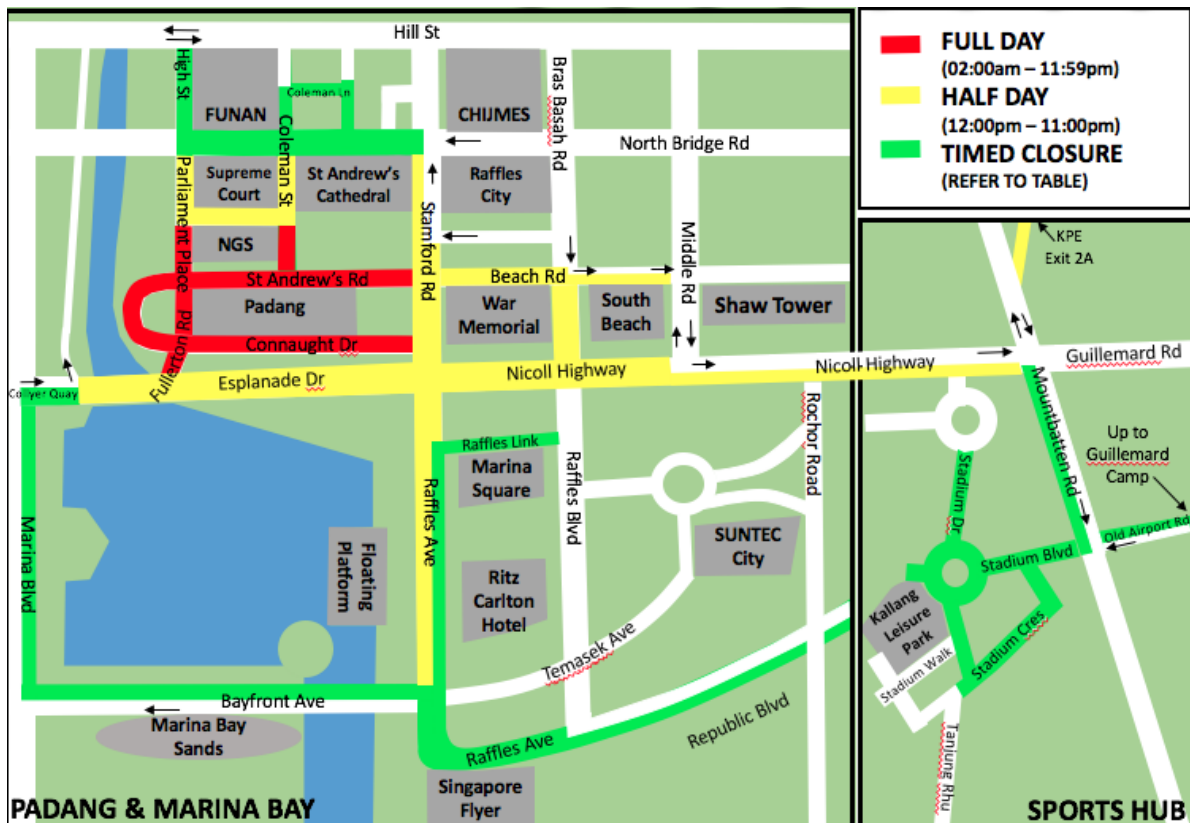 Hill St
High St
FUNAN
Coleman Ln
Coleman St
CHIJMES
Bras Basah Rd
North Bridge Rd
Parliament Place
Supreme
Court
St Andrew's
Cathedral
Stamford Rd
Raffles
City
Middle Rd
NGS
St Andrew's Rd
Beach Rd
Padang
War
Memorial
South
Beach
Shaw Tower
Connaught Dr
Fullerton Rd
Esplanade Dr
Nicoll Highway
Nicoll Highway
Collyer Quay
Raffles Link
Marina
Square
Raffles Ave
Raffles Blvd
Rochor Road
SUNTEC
City
Marina Blvd
Floating
Platform
Ritz
Carlton
Hotel
Temasek Ave
Bayfront Ave
Marina Bay
Sands
Raffles Ave
Republic Blvd
Singapore
Flyer
PADANG & MARINA BAY
FULL DAY
(02:00am – 11:59pm)
HALF DAY
(12:00pm – 11:00pm)
TIMED CLOSURE
(REFER TO TABLE)
KPE
Exit 2A
Guillemard Rd
Mountbatten Rd
Up to
Guillemard
Camp
Stadium Dr
Old Airport Rd
Stadium Blvd
Kallang
Leisure
Park
Stadium Cres
Stadium Walk
Tanjung Rhu
SPORTS HUB